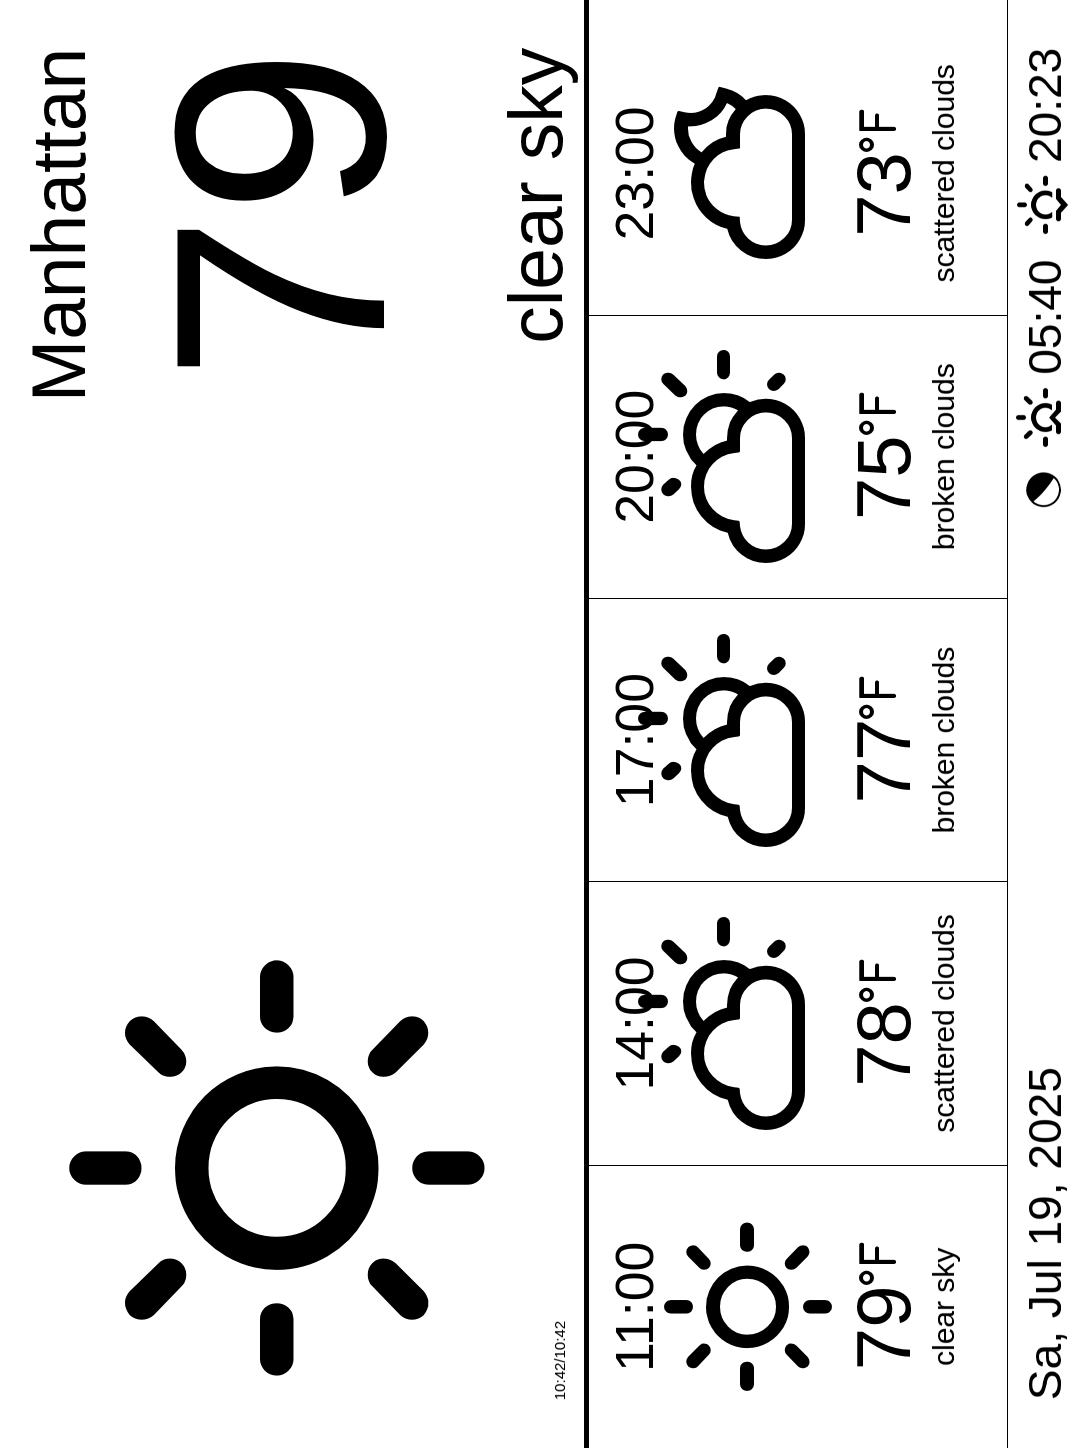 Manhattan
79
clear sky
10:42/10:42
11:00
79°F
clear sky
14:00
78°F
scattered clouds
17:00
77°F
broken clouds
20:00
75°F
broken clouds
23:00
73°F
scattered clouds
Sa, Jul 19, 2025
05:40 20:23